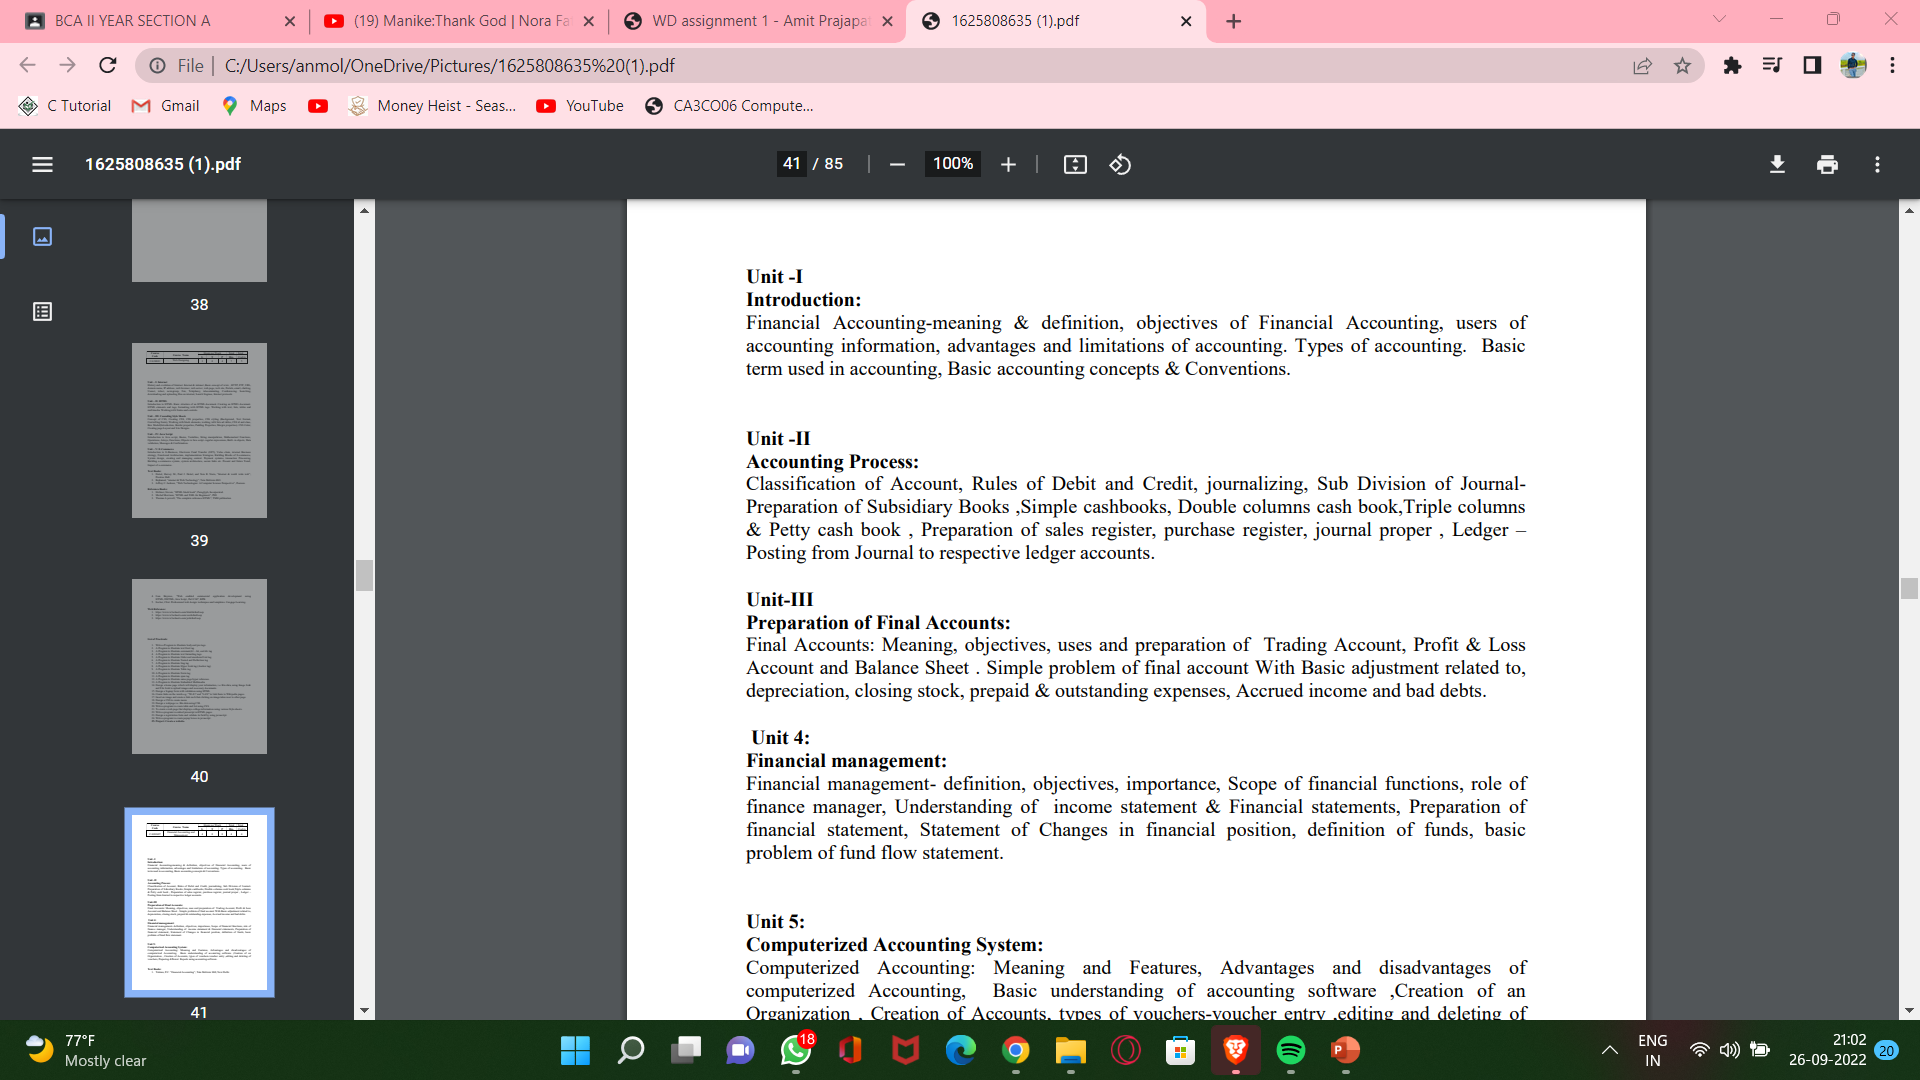 BCA II YEAR SECTION A
(19) Manike:Thank God | Nora Fa
WD assignment 1 - Amit Prajapat
1625808635 (1).pdf
File | C:/Users/anmol/OneDrive/Pictures/1625808635%20(1).pdf
C Tutorial Gmail Maps Money Heist - Seas... YouTube CA3CO06 Compute...
1625808635 (1).pdf 41 / 85 100%
38
39
40
41
Unit -I
Introduction:
Financial Accounting-meaning & definition, objectives of Financial Accounting, users of
accounting information, advantages and limitations of accounting. Types of accounting. Basic
term used in accounting, Basic accounting concepts & Conventions.
Unit -II
Accounting Process:
Classification of Account, Rules of Debit and Credit, journalizing, Sub Division of Journal-
Preparation of Subsidiary Books ,Simple cashbooks, Double columns cash book,Triple columns
& Petty cash book , Preparation of sales register, purchase register, journal proper , Ledger –
Posting from Journal to respective ledger accounts.
Unit-III
Preparation of Final Accounts:
Final Accounts: Meaning, objectives, uses and preparation of Trading Account, Profit & Loss
Account and Balance Sheet . Simple problem of final account With Basic adjustment related to,
depreciation, closing stock, prepaid & outstanding expenses, Accrued income and bad debts.
Unit 4:
Financial management:
Financial management- definition, objectives, importance, Scope of financial functions, role of
finance manager, Understanding of income statement & Financial statements, Preparation of
financial statement, Statement of Changes in financial position, definition of funds, basic
problem of fund flow statement.
Unit 5:
Computerized Accounting System:
Computerized Accounting: Meaning and Features, Advantages and disadvantages of
computerized Accounting, Basic understanding of accounting software ,Creation of an
Organization , Creation of Accounts, types of vouchers-voucher entry ,editing and deleting of
77°F
Mostly clear
18
ENG
IN
21:02
26-09-2022
20